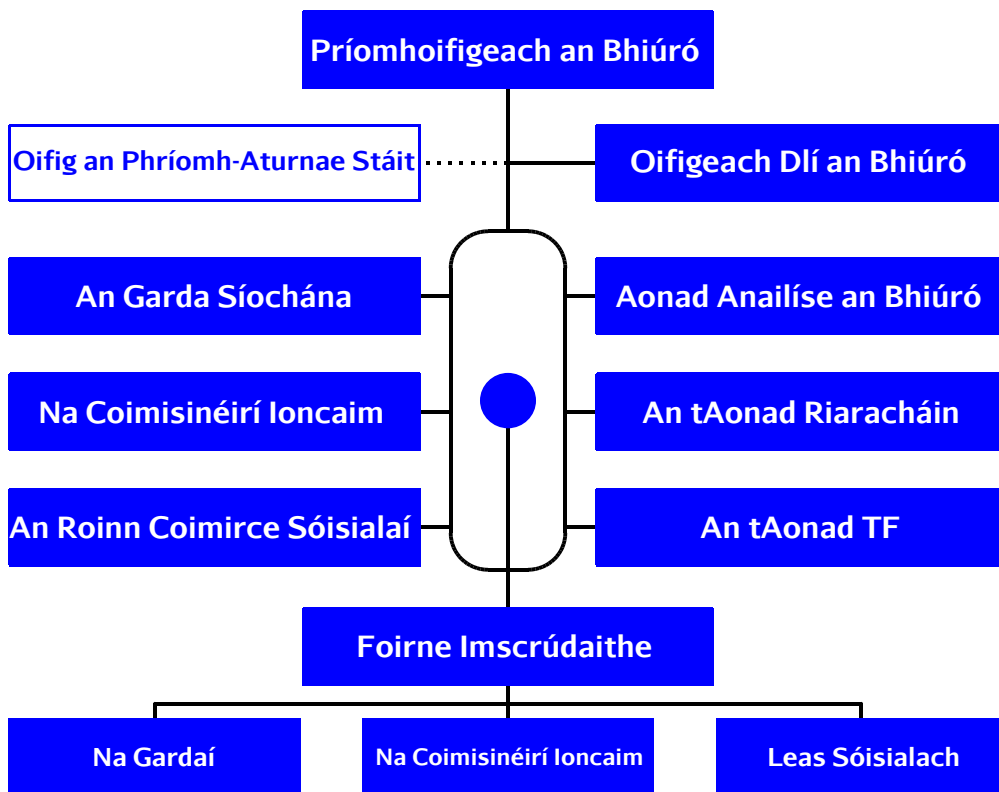 Príomhoifigeach an Bhiúró
Oifig an Phríomh-Aturnae Stáit
Oifigeach Dlí an Bhiúró
An Garda Síochána
Aonad Anailíse an Bhiúró
Na Coimisinéirí Ioncaim
An tAonad Riaracháin
An Roinn Coimirce Sóisialaí
An tAonad TF
Foirne Imscrúdaithe
Na Gardaí
Na Coimisinéirí Ioncaim
Leas Sóisialach